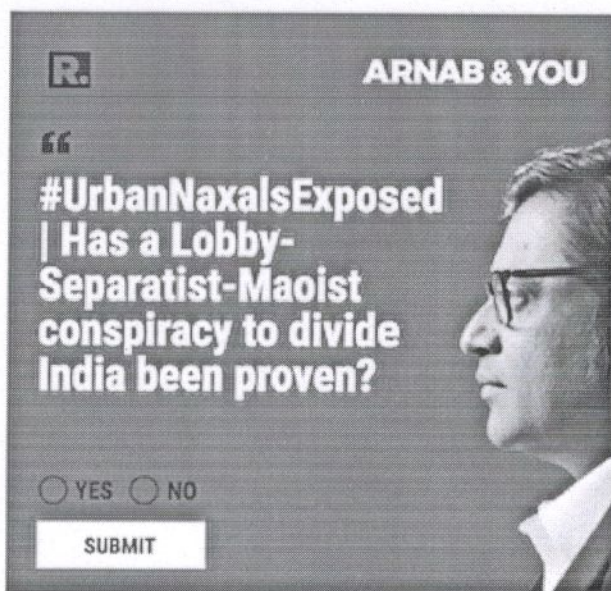 R.
ARNAB & YOU
“
#UrbanNaxalsExposed
| Has a Lobby-
Separatist-Maoist
conspiracy to divide
India been proven?
YES NO
SUBMIT